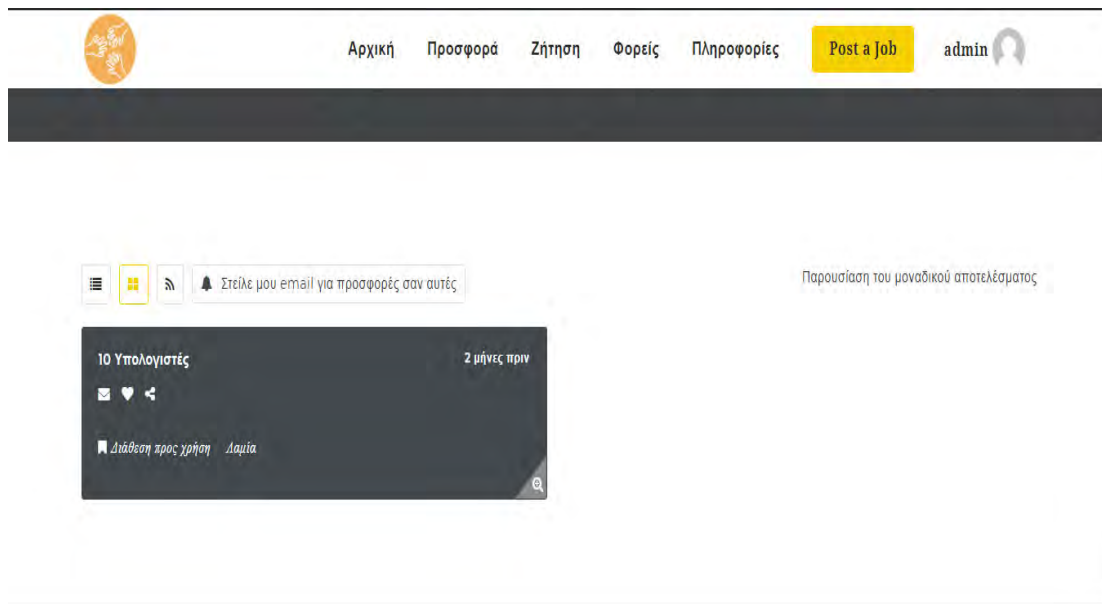 Αρχική Προσφορά Ζήτηση Φορείς Πληροφορίες Post a Job admin
Στείλε μου email για προσφορές σαν αυτές
Παρουσίαση του μοναδικού αποτελέσματος
10 Υπολογιστές 2 μήνες πριν
Διάθεση προς χρήση Λαμία